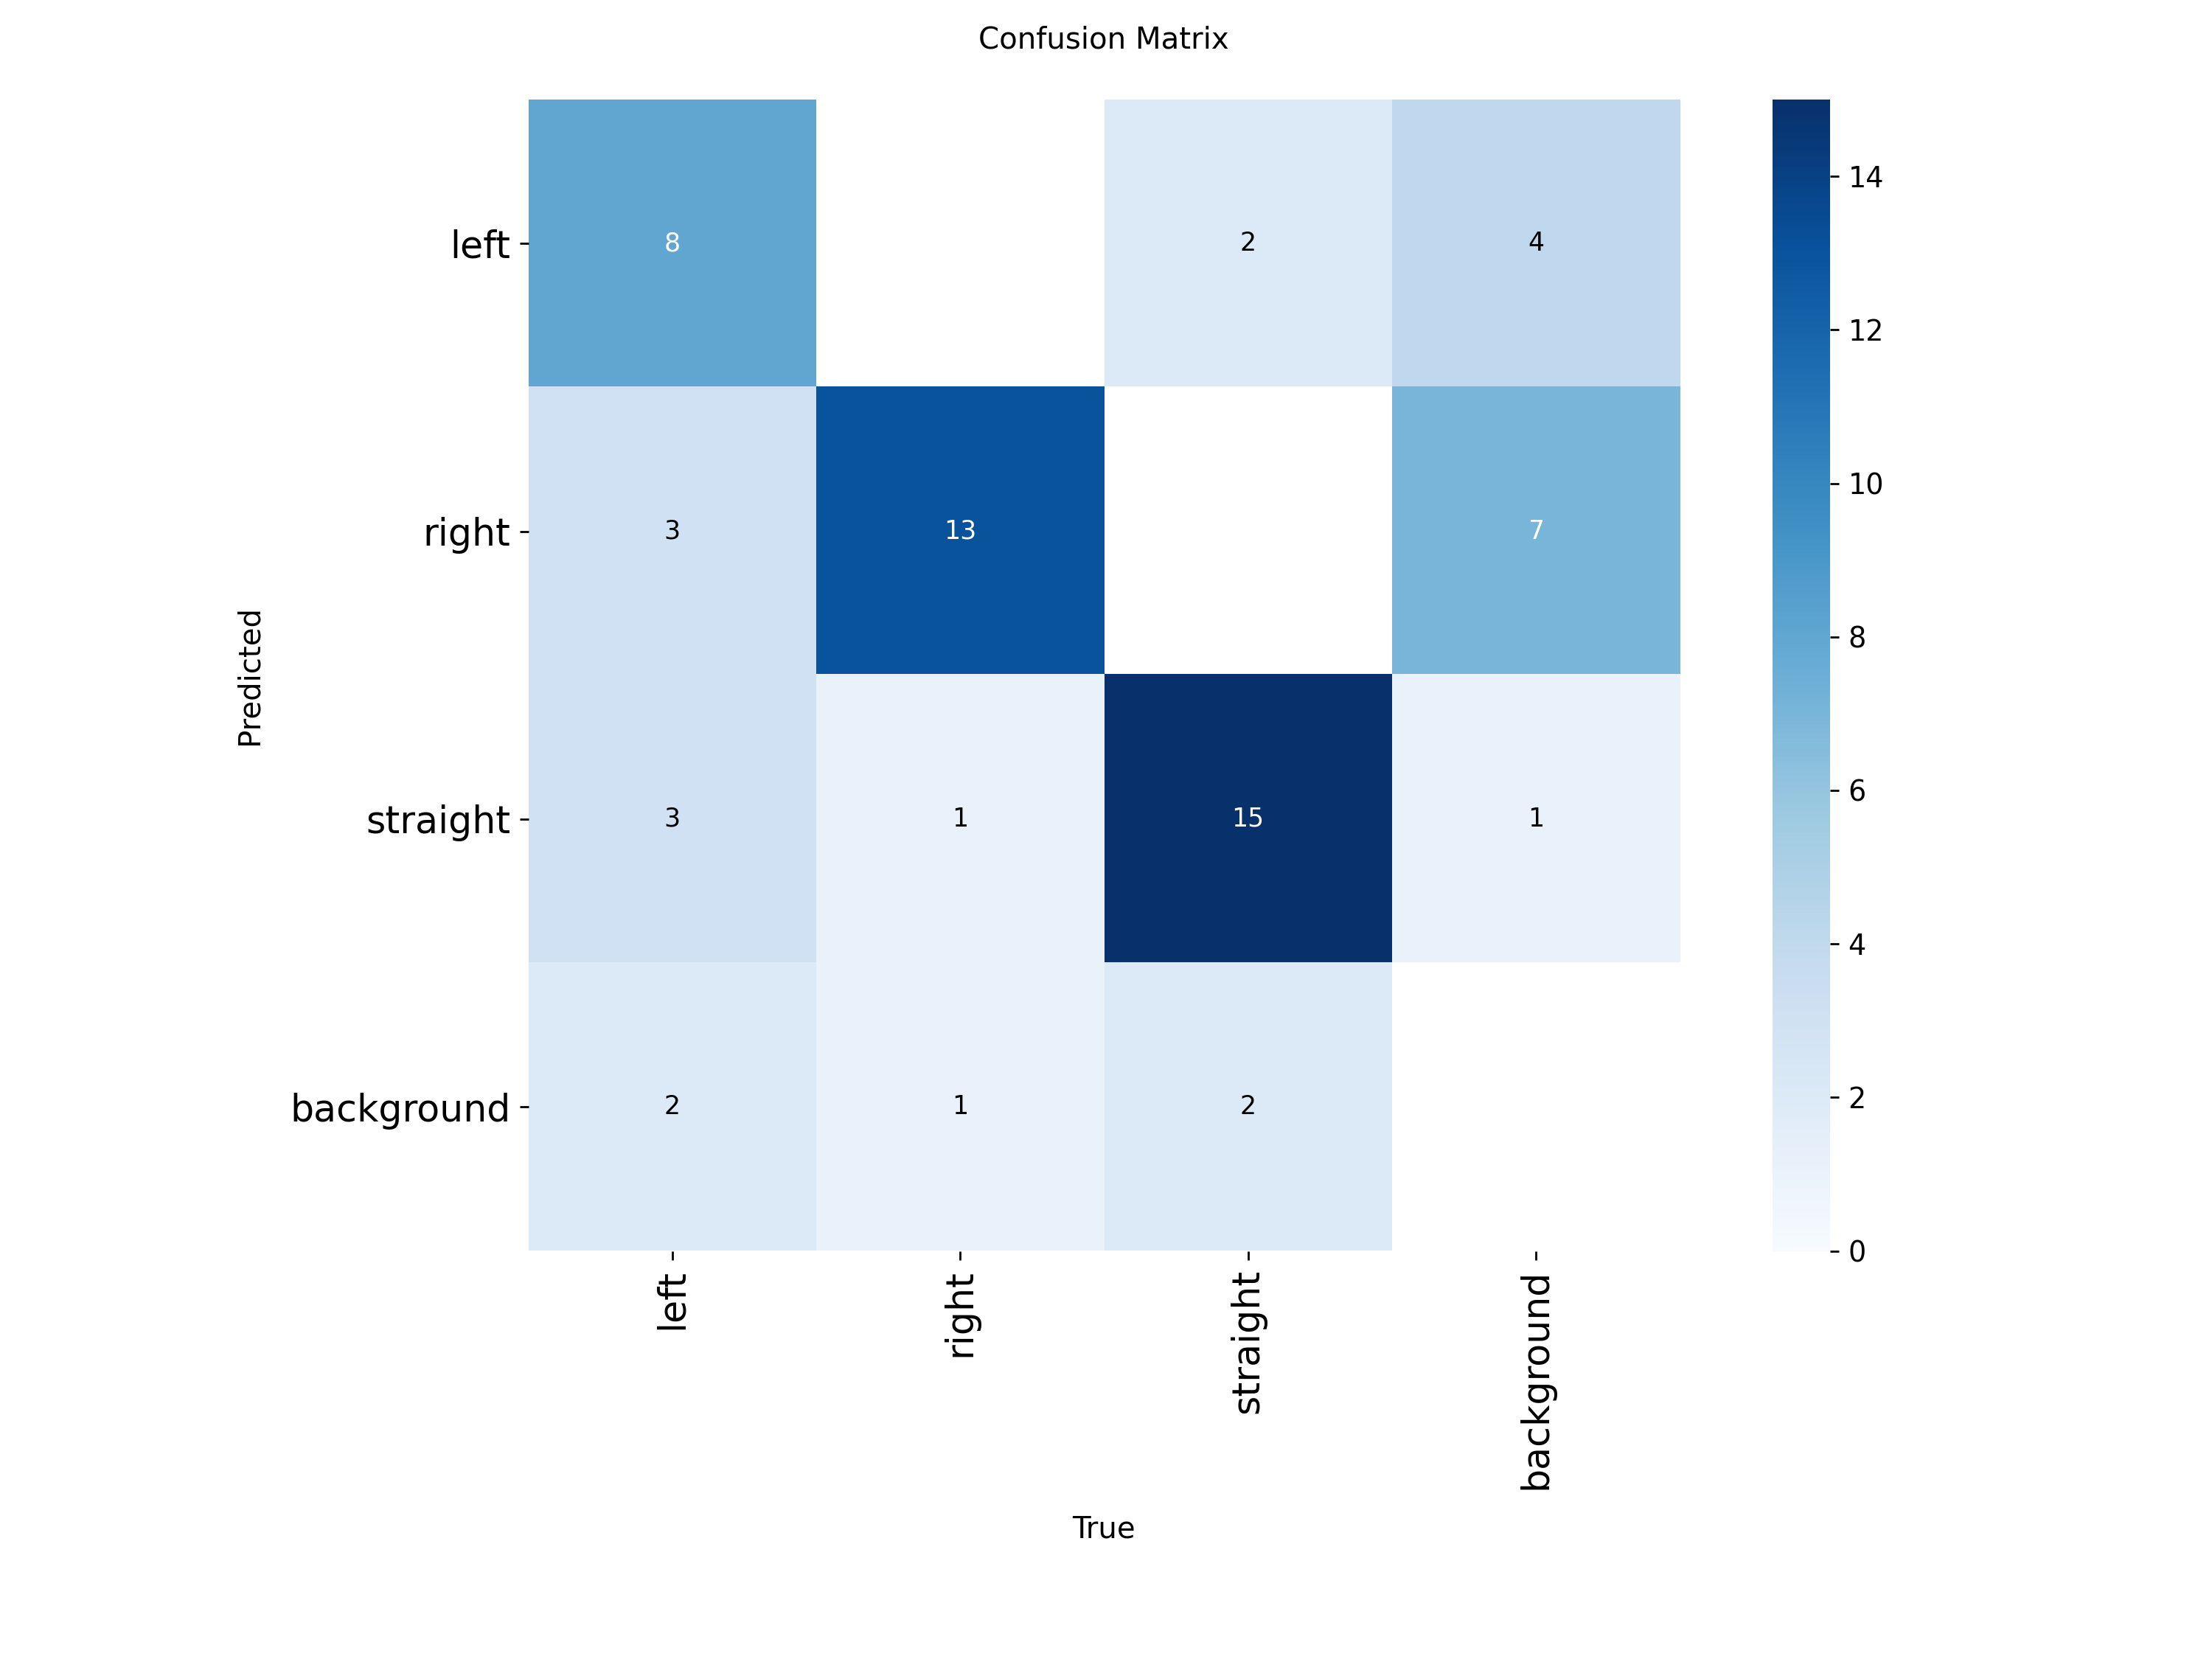 Confusion Matrix
left 8 2 4
right 3 13 7
straight 3 1 15 1
background 2 1 2
left right straight background
Predicted
True
14
12
10
8
6
4
2
0